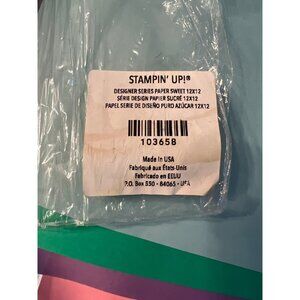 STAMPIN' UP!®
DESIGNER SERIES PAPER SWEET 12X12
SÉRIE DESIGN PAPIER SUCRÉ 12X12
PAPEL SERIE DE DISEÑO PURO AZÚCAR 12X12
103658
Made in USA
Fabriqué aux États-Unis
Fabricado en EEUU
P.O. Box 550 • 84065 • USA